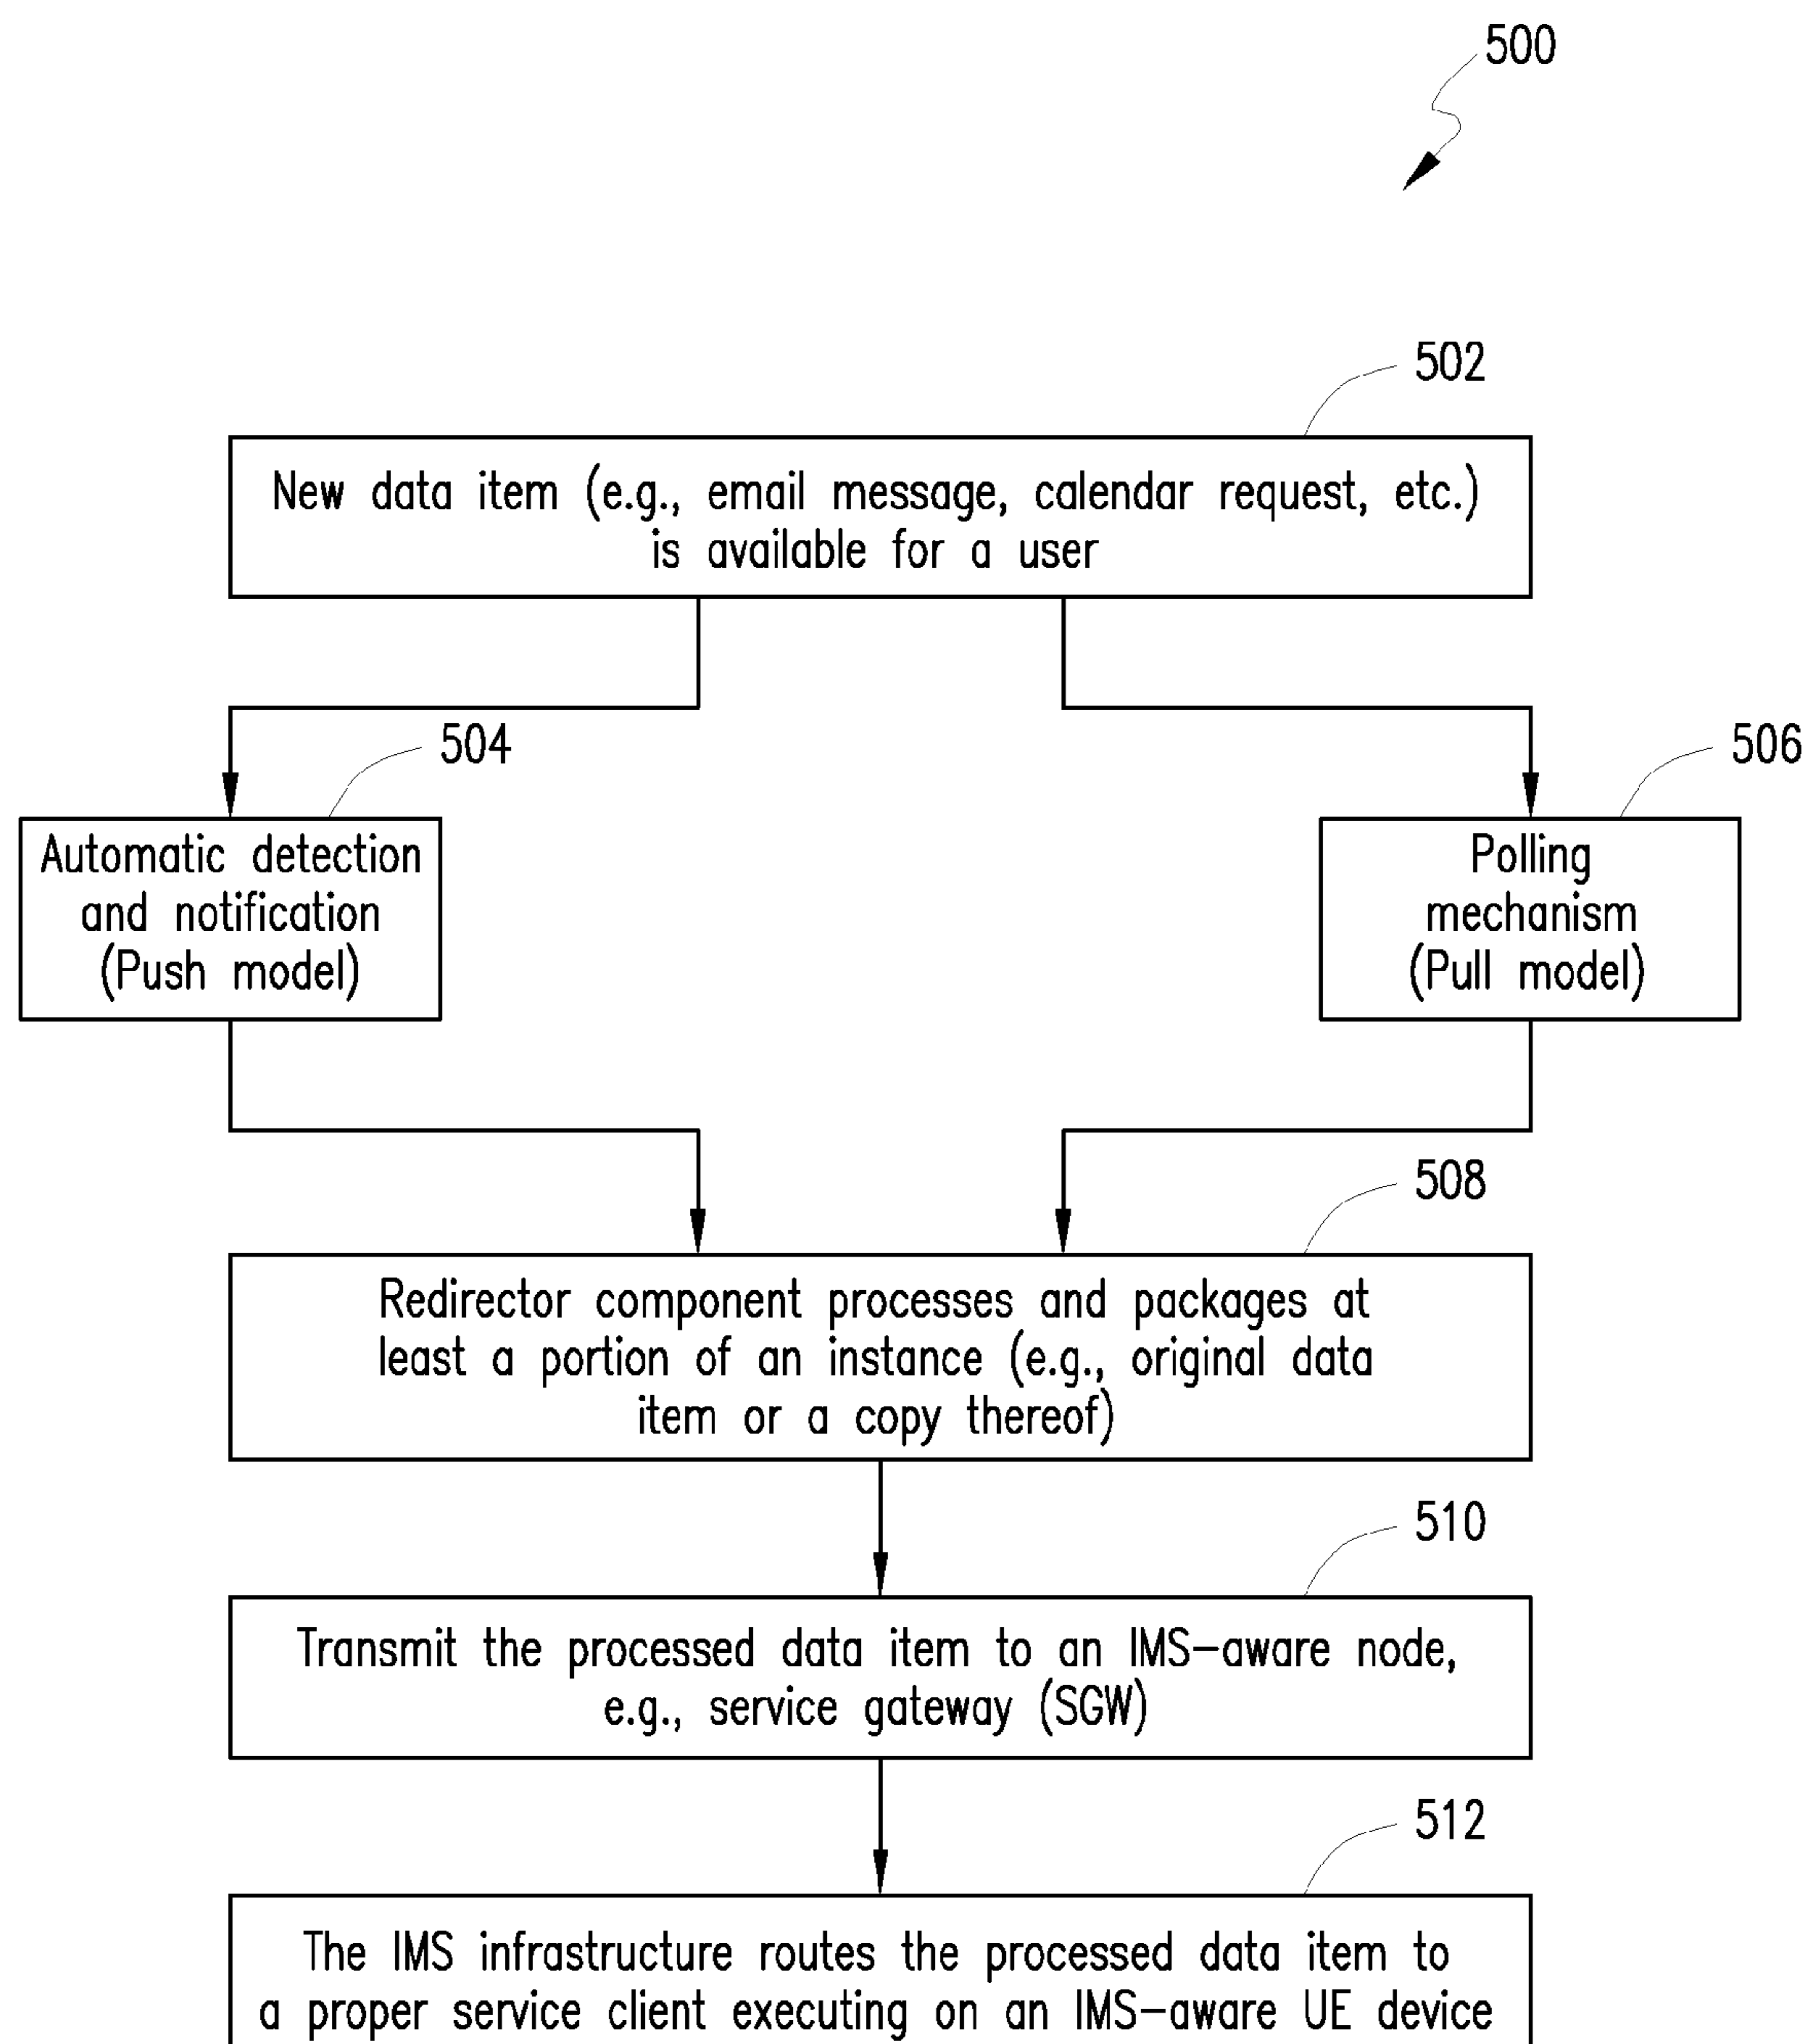 500
502
New data item (e.g., email message, calendar request, etc.)
is available for a user
504
Automatic detection
and notification
(Push model)
506
Polling
mechanism
(Pull model)
508
Redirector component processes and packages at
least a portion of an instance (e.g., original data
item or a copy thereof)
510
Transmit the processed data item to an IMS-aware node,
e.g., service gateway (SGW)
512
The IMS infrastructure routes the processed data item to
a proper service client executing on an IMS-aware UE device